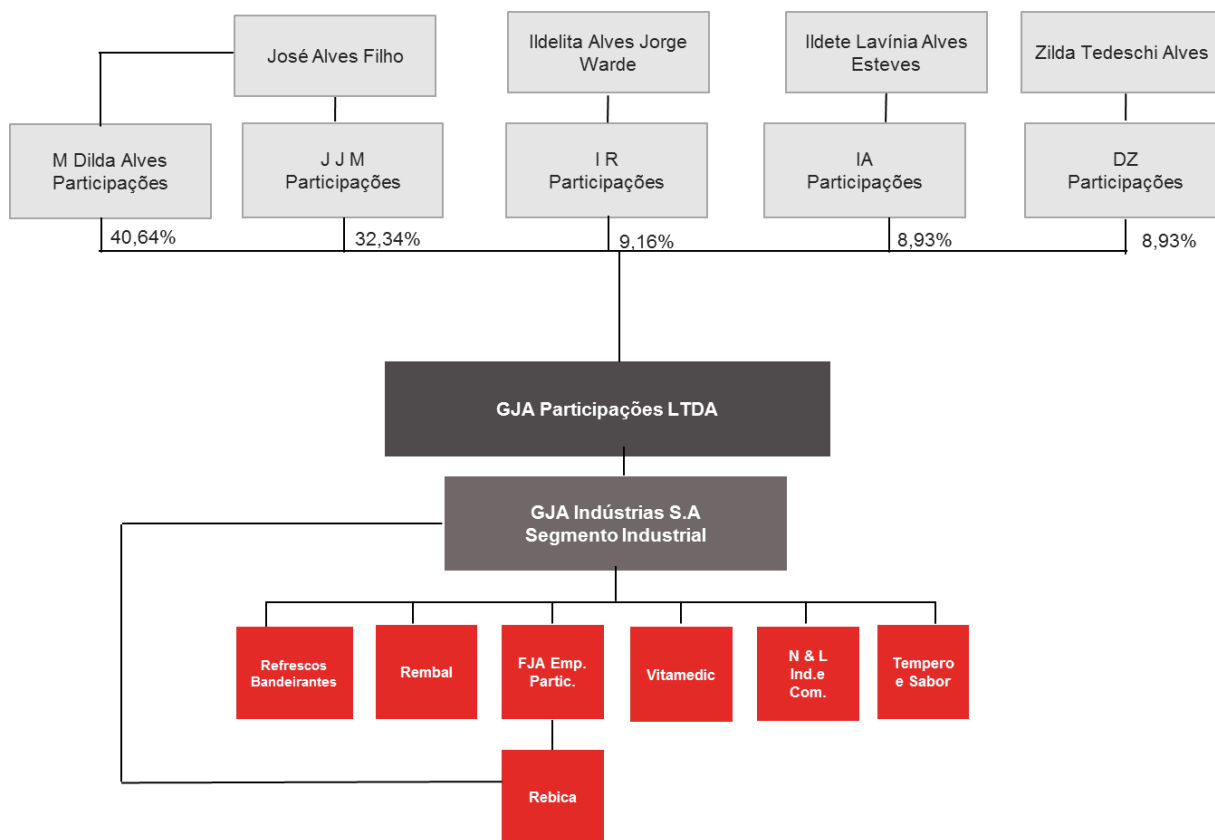 José Alves Filho
Ildelita Alves Jorge
Warde
Ildete Lavínia Alves
Esteves
Zilda Tedeschi Alves
M Dilda Alves
Participações
J J M
Participações
I R
Participações
IA
Participações
DZ
Participações
40,64%
32,34%
9,16%
8,93%
8,93%
GJA Participações LTDA
GJA Indústrias S.A
Segmento Industrial
Refrescos
Bandeirantes
Rembal
FJA Emp.
Partic.
Vitamedic
N & L
Ind.e
Com.
Tempero
e Sabor
Rebica